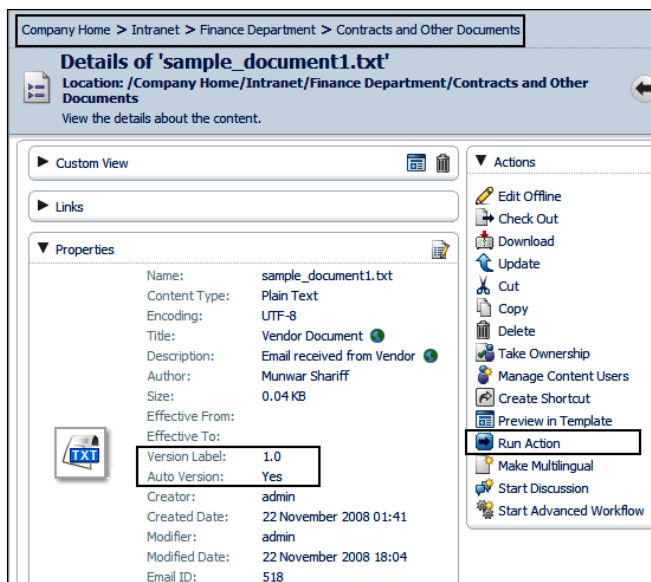 Company Home > Intranet > Finance Department > Contracts and Other Documents
Details of 'sample_document1.txt'
Location: /Company Home/Intranet/Finance Department/Contracts and Other
Documents
View the details about the content.
Custom View
Links
Properties
Name: sample_document1.txt
Content Type: Plain Text
Encoding: UTF-8
Title: Vendor Document
Description: Email received from Vendor
Author: Munwar Shariff
Size: 0.04 KB
Effective From:
Effective To:
TXT
Version Label: 1.0
Auto Version: Yes
Creator: admin
Created Date: 22 November 2008 01:41
Modifier: admin
Modified Date: 22 November 2008 18:04
Email ID: 518
Actions
Edit Offline
Check Out
Download
Update
Cut
Copy
Delete
Take Ownership
Manage Content Users
Create Shortcut
Preview in Template
Run Action
Make Multilingual
Start Discussion
Start Advanced Workflow